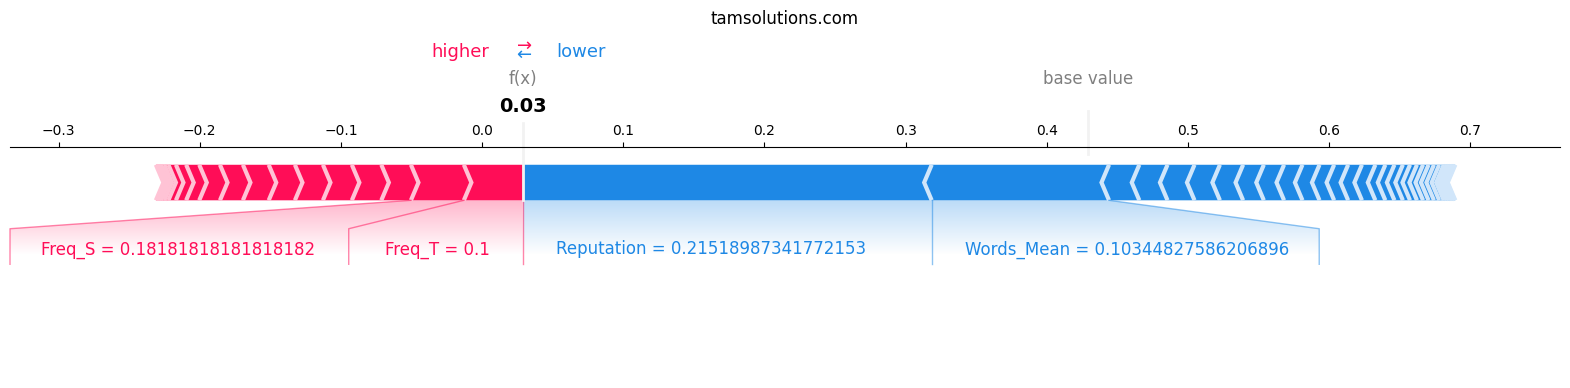 tamsolutions.com
higher → ← lower
f(x) base value
0.03
−0.3 −0.2 −0.1 0.0 0.1 0.2 0.3 0.4 0.5 0.6 0.7
Freq_S = 0.18181818181818182 Freq_T = 0.1 Reputation = 0.21518987341772153 Words_Mean = 0.10344827586206896